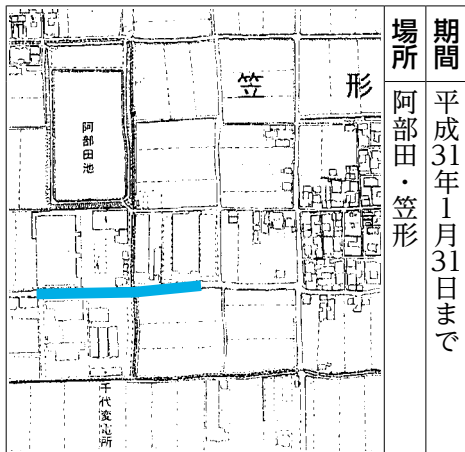 期間 平成31年1月31日まで
場所 阿部田・笠形
笠形
阿部田池
千代変電所